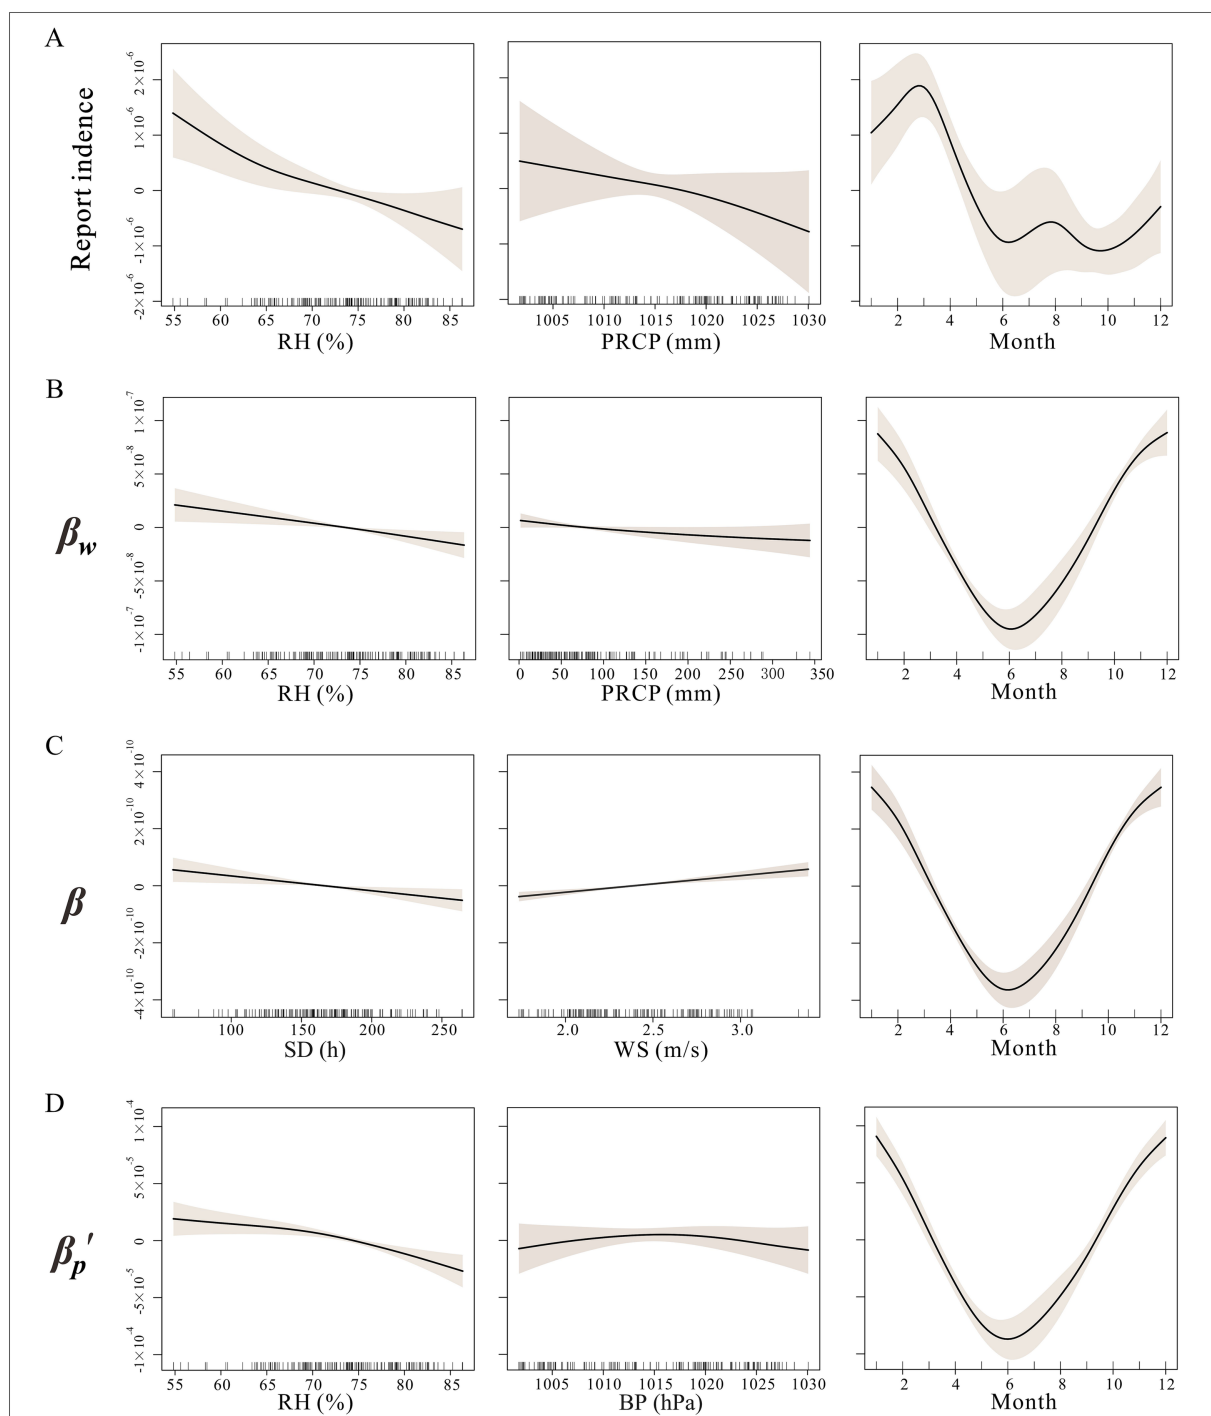 A
Report indence
2×10⁻⁶
1×10⁻⁶
0
-1×10⁻⁶
-2×10⁻⁶
55 60 65 70 75 80 85
RH (%)
1005 1010 1015 1020 1025 1030
PRCP (mm)
2 4 6 8 10 12
Month
B
βw
1×10⁻⁷
5×10⁻⁸
0
-5×10⁻⁸
-1×10⁻⁷
55 60 65 70 75 80 85
RH (%)
0 50 100 150 200 250 300 350
PRCP (mm)
2 4 6 8 10 12
Month
C
β
4×10⁻¹⁰
2×10⁻¹⁰
0
-2×10⁻¹⁰
-4×10⁻¹⁰
100 150 200 250
SD (h)
2.0 2.5 3.0
WS (m/s)
2 4 6 8 10 12
Month
D
βp′
1×10⁻⁴
5×10⁻⁵
0
-5×10⁻⁵
-1×10⁻⁴
55 60 65 70 75 80 85
RH (%)
1005 1010 1015 1020 1025 1030
BP (hPa)
2 4 6 8 10 12
Month